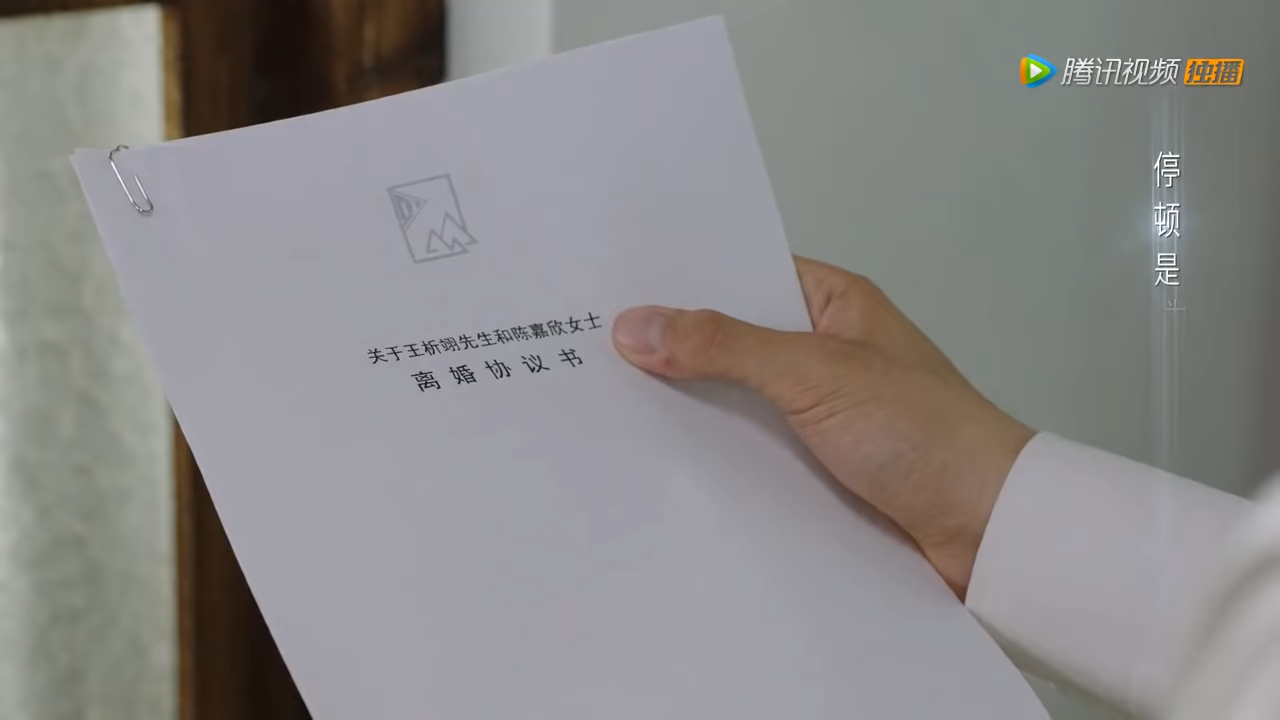 腾讯视频 独播
停顿是
关于王析翊先生和陈嘉欣女士
离婚协议书